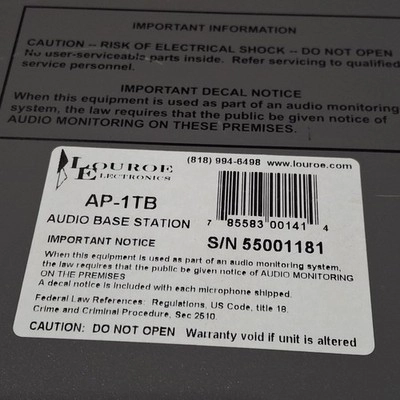 IMPORTANT INFORMATION
CAUTION -- RISK OF ELECTRICAL SHOCK -- DO NOT OPEN
No user-serviceable parts inside. Refer servicing to qualified
service personnel.
IMPORTANT DECAL NOTICE
When this equipment is used as part of an audio monitoring
system, the law requires that the public be given notice of
AUDIO MONITORING ON THESE PREMISES.
LOUROE
ELECTRONICS
(818) 994-6498 www.louroe.com
AP-1TB
AUDIO BASE STATION
7 85583 00141 4
IMPORTANT NOTICE
S/N 55001181
When this equipment is used as part of an audio monitoring system,
the law requires that the public be given notice of AUDIO MONITORING
ON THE PREMISES
A decal notice is included with each microphone shipped.
Federal Law References: Regulations, US Code, title 18.
Crime and Criminal Procedure, Sec 2510.
CAUTION: DO NOT OPEN Warranty void if unit is altered